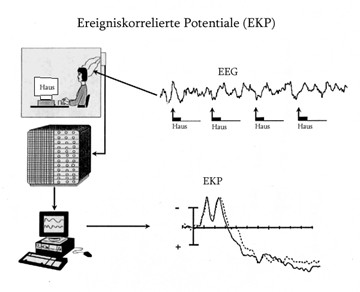 Ereigniskorrelierte Potentiale (EKP)
Haus
EEG
Haus Haus Haus Haus
EKP
-
+